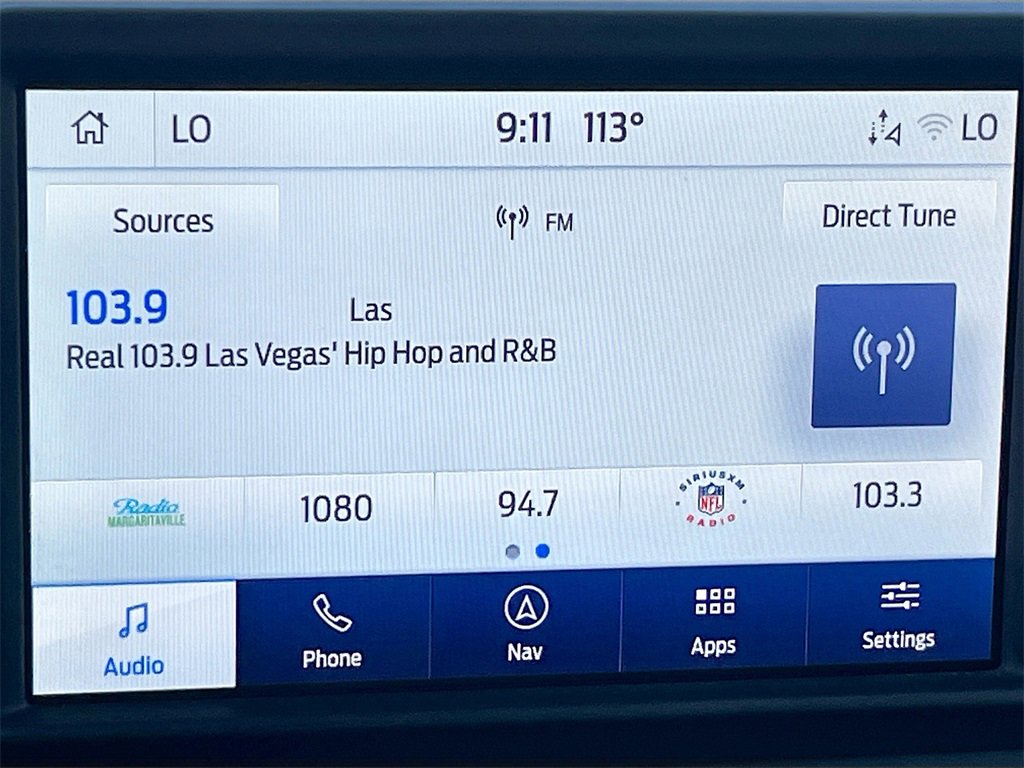 LO 9:11 113° LO
Sources FM Direct Tune
103.9 Las
Real 103.9 Las Vegas' Hip Hop and R&B
Radio MARGARITAVILLE 1080 94.7 SIRIUSXM NFL RADIO 103.3
Audio Phone Nav Apps Settings